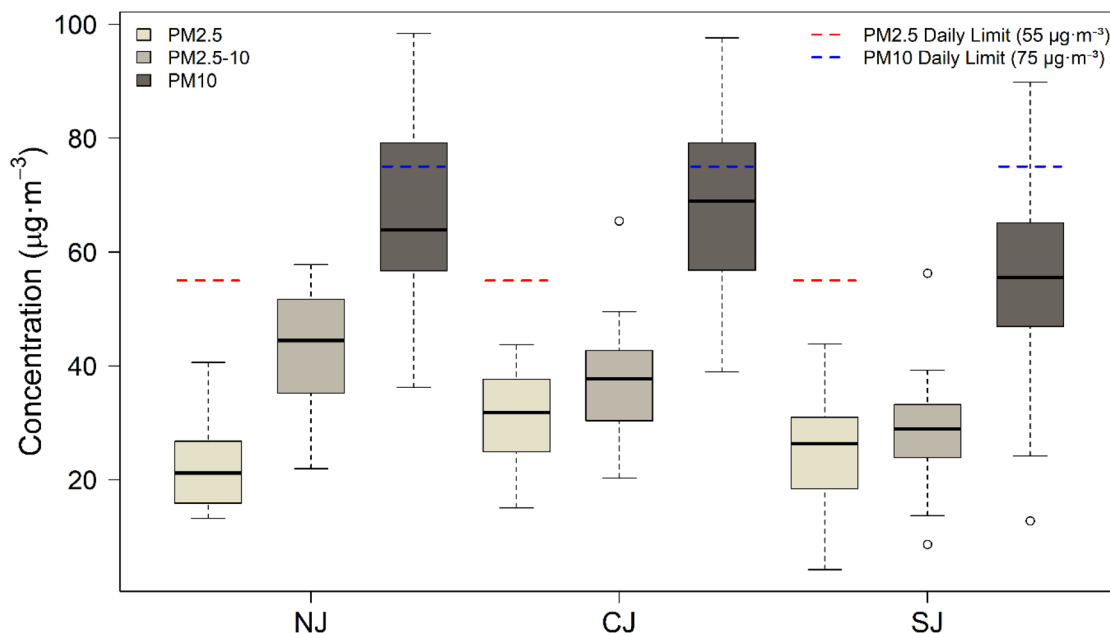 PM2.5
PM2.5-10
PM10
PM2.5 Daily Limit (55 µg·m⁻³)
PM10 Daily Limit (75 µg·m⁻³)
Concentration (µg·m⁻³)
100
80
60
40
20
NJ CJ SJ